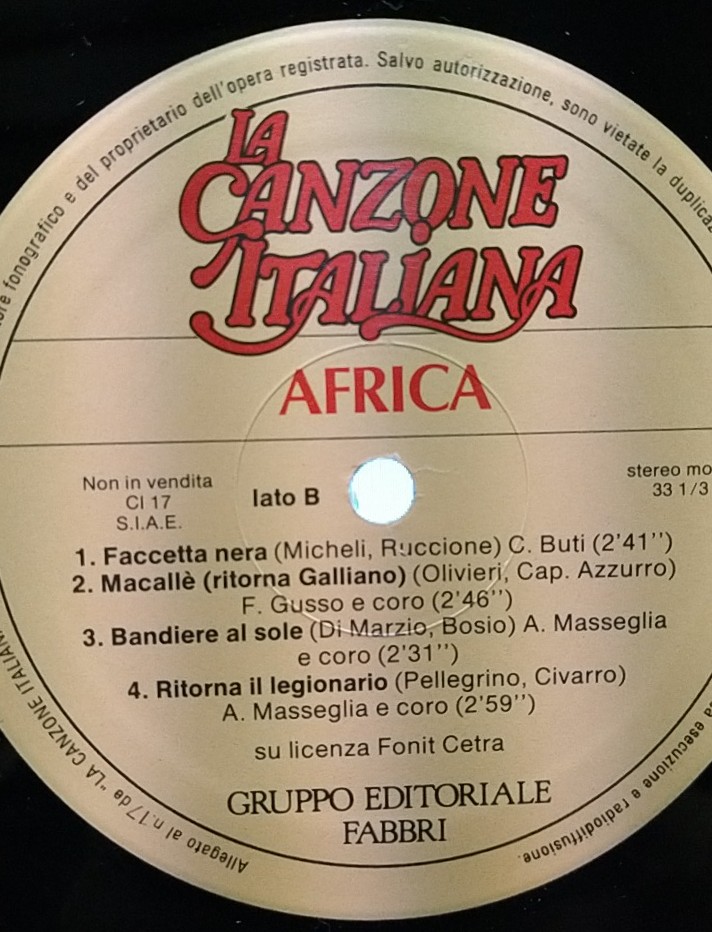 re fonografico e del proprietario dell'opera registrata. Salvo autorizzazione, sono vietate la duplicaz
LA
CANZONE
ITALIANA
AFRICA
Non in vendita
CI 17
S.I.A.E.
lato B
stereo mo
33 1/3
1. Faccetta nera (Micheli, Ruccione) C. Buti (2'41'')
2. Macallè (ritorna Galliano) (Olivieri, Cap. Azzurro)
F. Gusso e coro (2'46'')
3. Bandiere al sole (Di Marzio, Bosio) A. Masseglia
e coro (2'31'')
4. Ritorna il legionario (Pellegrino, Civarro)
A. Masseglia e coro (2'59'')
su licenza Fonit Cetra
GRUPPO EDITORIALE
FABBRI
Allegato al n.17 de "LA CANZONE ITALIAN
a esecuzione e radiodiffusione.